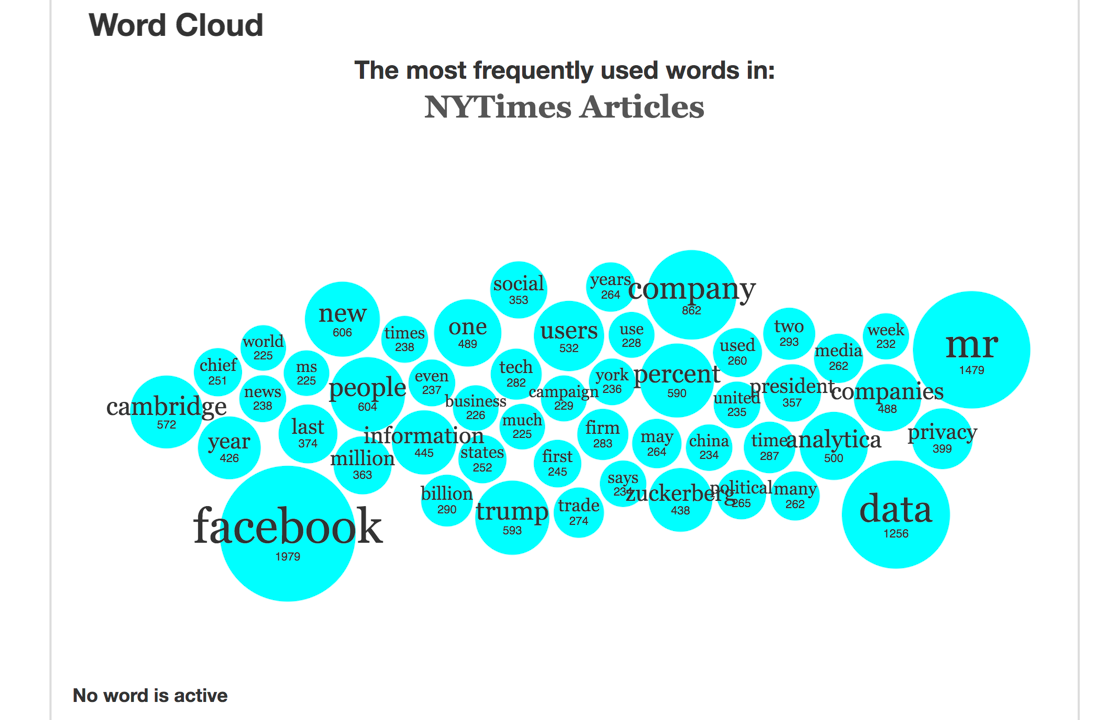 Word Cloud
The most frequently used words in:
NYTimes Articles
social
353
years
264
company
862
new
606
times
238
one
489
users
532
use
228
two
293
week
232
mr
1479
world
225
used
260
media
262
chief
251
ms
225
tech
282
news
238
people
604
even
237
york
236
percent
590
president
357
companies
488
cambridge
572
business
226
campaign
229
united
235
last
374
much
225
year
426
information
445
firm
283
may
264
china
234
time
287
analytica
500
privacy
399
million
363
states
252
first
245
says
234
billion
290
zuckerberg
438
political
265
many
262
facebook
1979
trump
593
trade
274
data
1256
No word is active